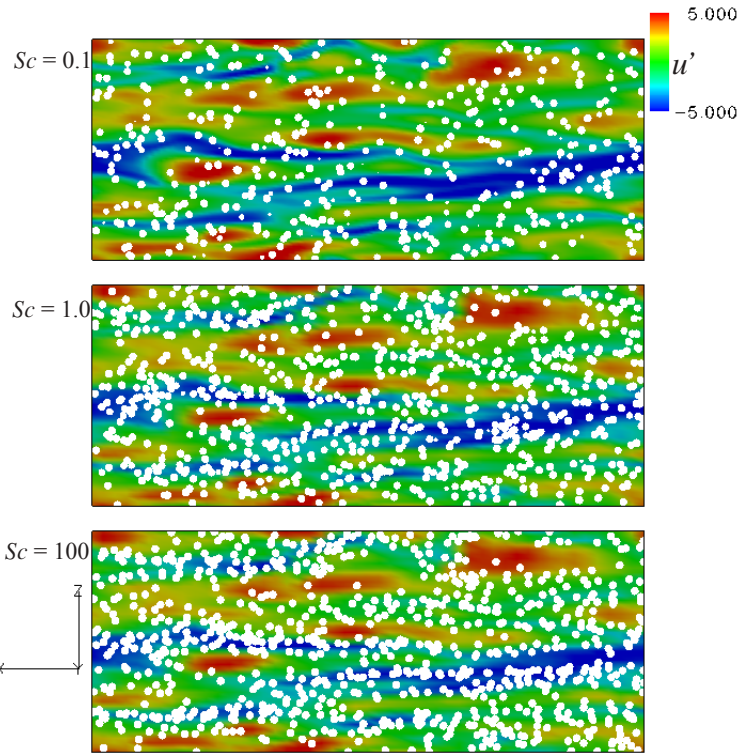 5.000
Sc = 0.1
u’
−5.000
Sc = 1.0
Sc = 100
z
x